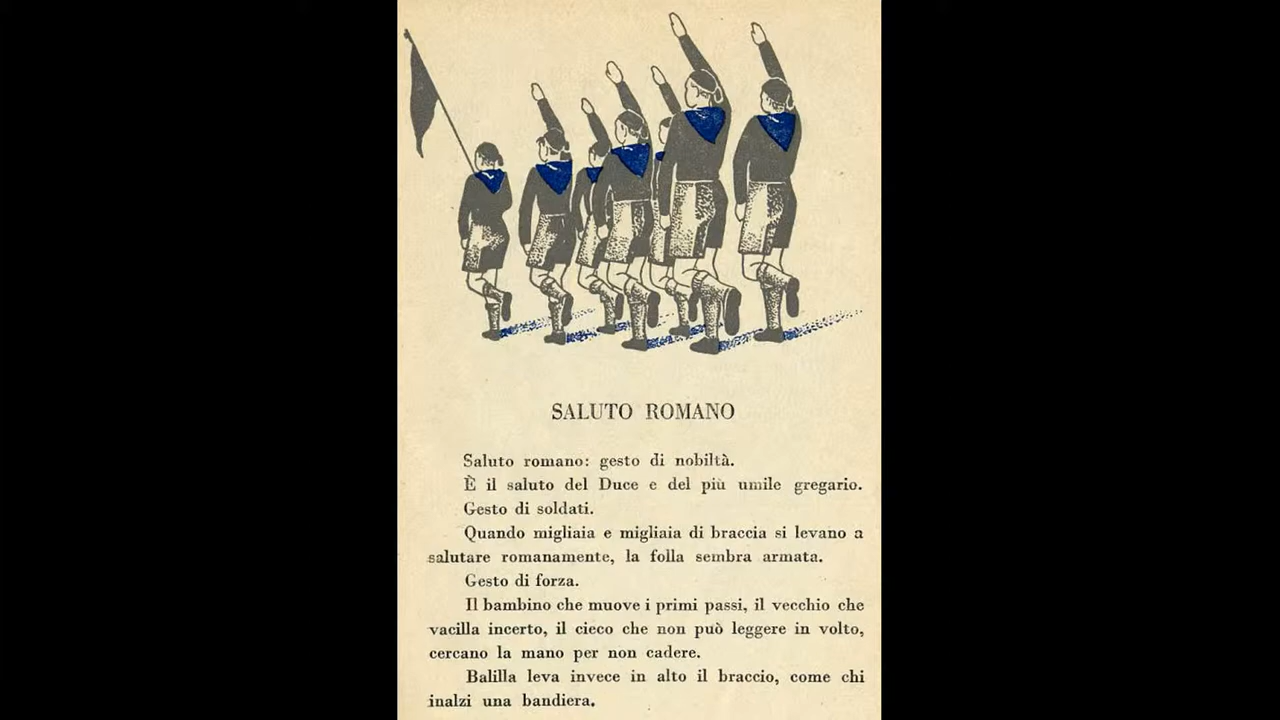 SALUTO ROMANO
Saluto romano: gesto di nobiltà.
È il saluto del Duce e del più umile gregario.
Gesto di soldati.
Quando migliaia e migliaia di braccia si levano a
salutare romanamente, la folla sembra armata.
Gesto di forza.
Il bambino che muove i primi passi, il vecchio che
vacilla incerto, il cieco che non può leggere in volto,
cercano la mano per non cadere.
Balilla leva invece in alto il braccio, come chi
inalzi una bandiera.